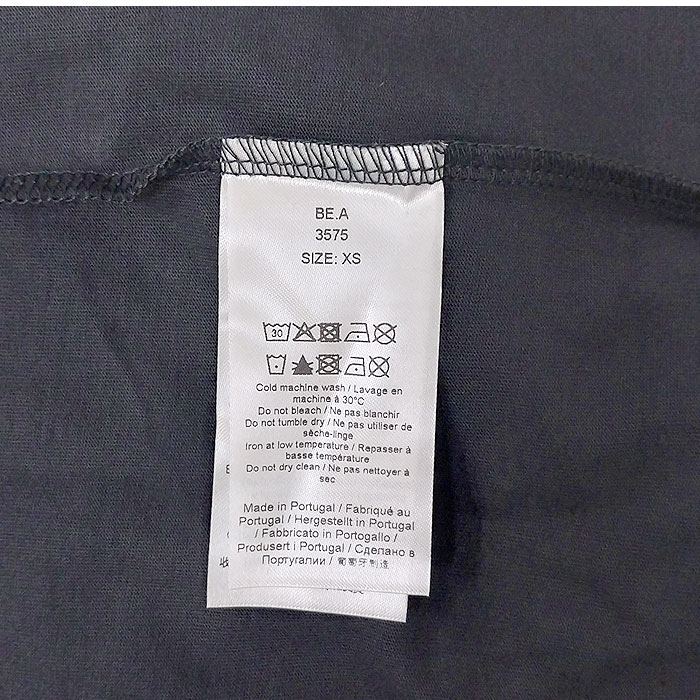 BE.A
3575
SIZE: XS
30
Cold machine wash / Lavage en
machine à 30°C
Do not bleach / Ne pas blanchir
Do not tumble dry / Ne pas utiliser de
sèche-linge
Iron at low temperature / Repasser à
basse température
Do not dry clean / Ne pas nettoyer à
sec
Made in Portugal / Fabriqué au
Portugal / Hergestellt in Portugal
/ Fabbricato in Portogallo /
Produsert i Portugal / Сделано в
Португалии / 葡萄牙制造